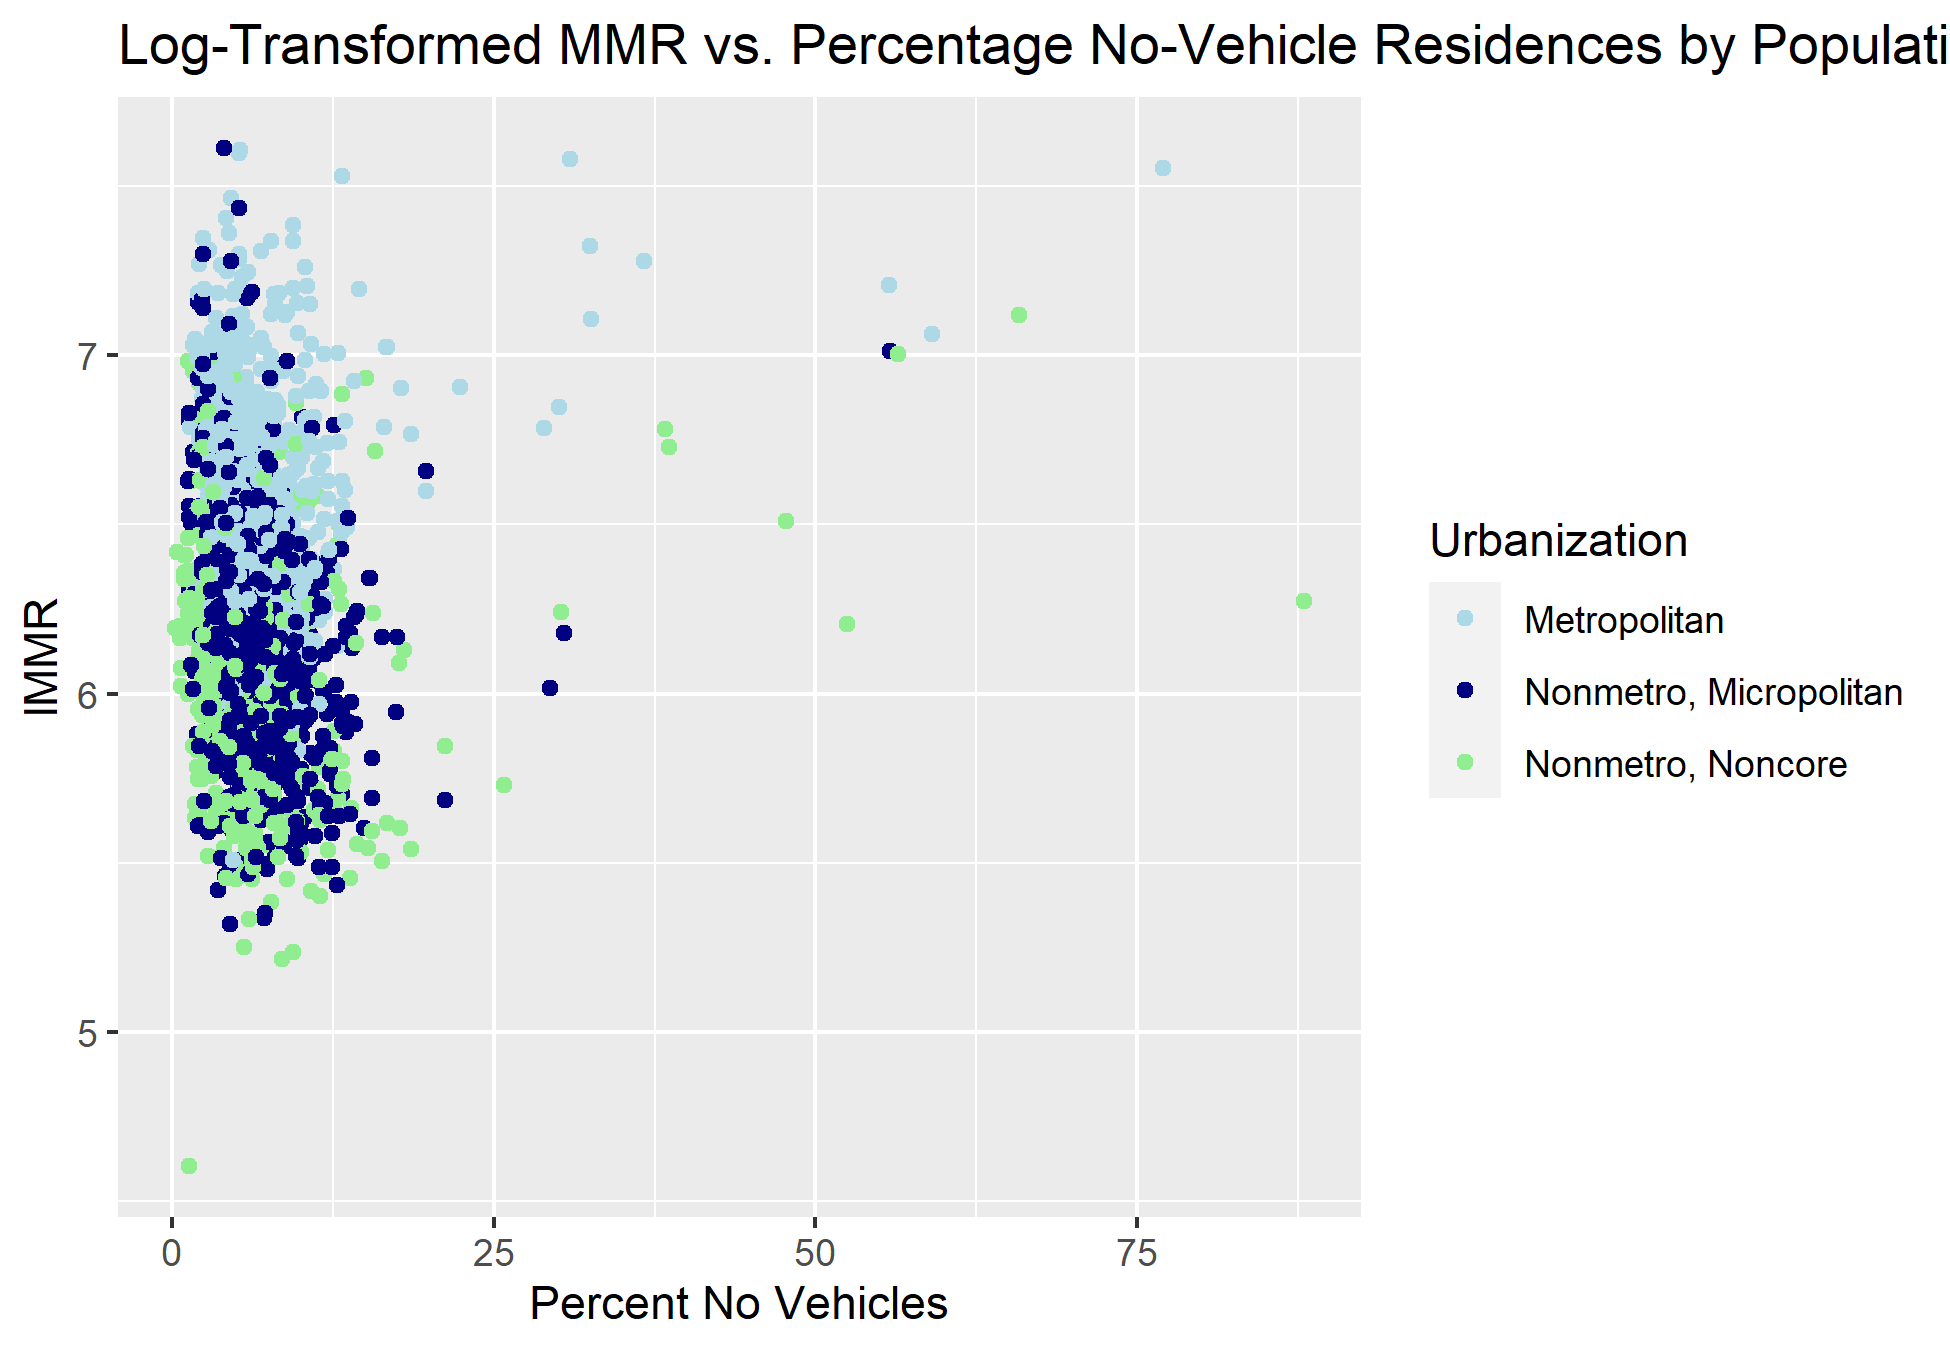 Log-Transformed MMR vs. Percentage No-Vehicle Residences by Populati
7
6
5
lMMR
0 25 50 75
Percent No Vehicles
Urbanization
Metropolitan
Nonmetro, Micropolitan
Nonmetro, Noncore